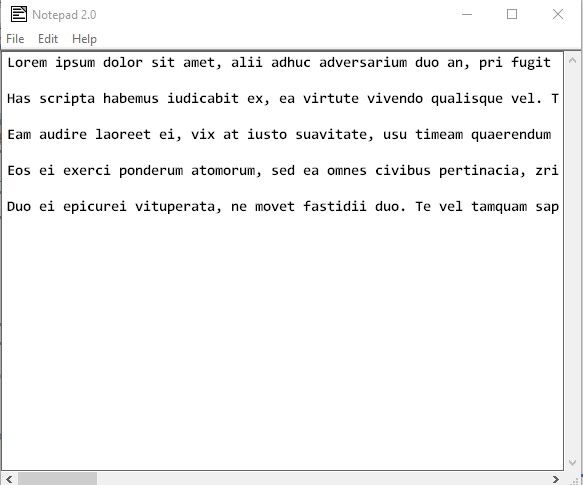 Notepad 2.0
File Edit Help
Lorem ipsum dolor sit amet, alii adhuc adversarium duo an, pri fugit
Has scripta habemus iudicabit ex, ea virtute vivendo qualisque vel. T
Eam audire laoreet ei, vix at iusto suavitate, usu timeam quaerendum
Eos ei exerci ponderum atomorum, sed ea omnes civibus pertinacia, zri
Duo ei epicurei vituperata, ne movet fastidii duo. Te vel tamquam sap